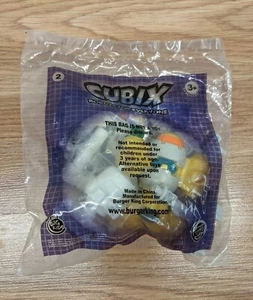 2
CUBIX
3+
THIS BAG IS NOT A TOY.
Please discard.
Not intended or
recommended for
children under
3 years of age.
Alternative toys
available upon
request.
Made in China
Manufactured for
Burger King Corporation
www.burgerking.com